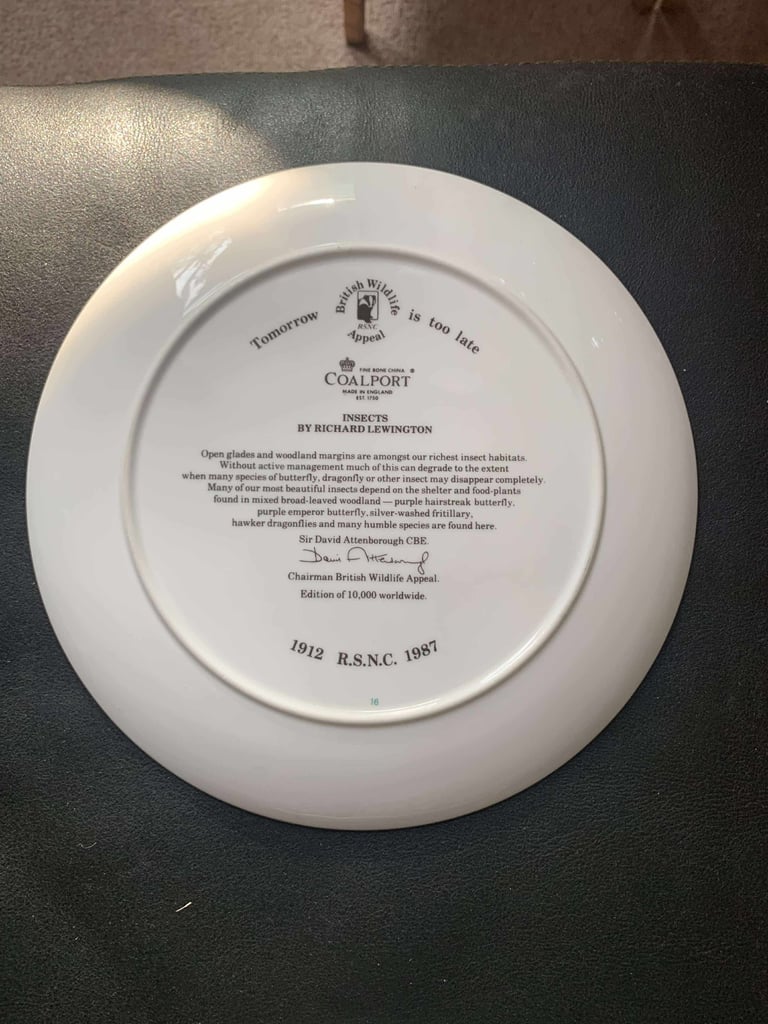 Tomorrow British Wildlife is too late
RSNC
Appeal
FINE BONE CHINA ®
COALPORT
MADE IN ENGLAND
EST. 1750
INSECTS
BY RICHARD LEWINGTON
Open glades and woodland margins are amongst our richest insect habitats.
Without active management much of this can degrade to the extent
when many species of butterfly, dragonfly or other insect may disappear completely.
Many of our most beautiful insects depend on the shelter and food-plants
found in mixed broad-leaved woodland — purple hairstreak butterfly,
purple emperor butterfly, silver-washed fritillary,
hawker dragonflies and many humble species are found here.
Sir David Attenborough CBE.
David Attenborough
Chairman British Wildlife Appeal.
Edition of 10,000 worldwide.
1912 R.S.N.C. 1987
16